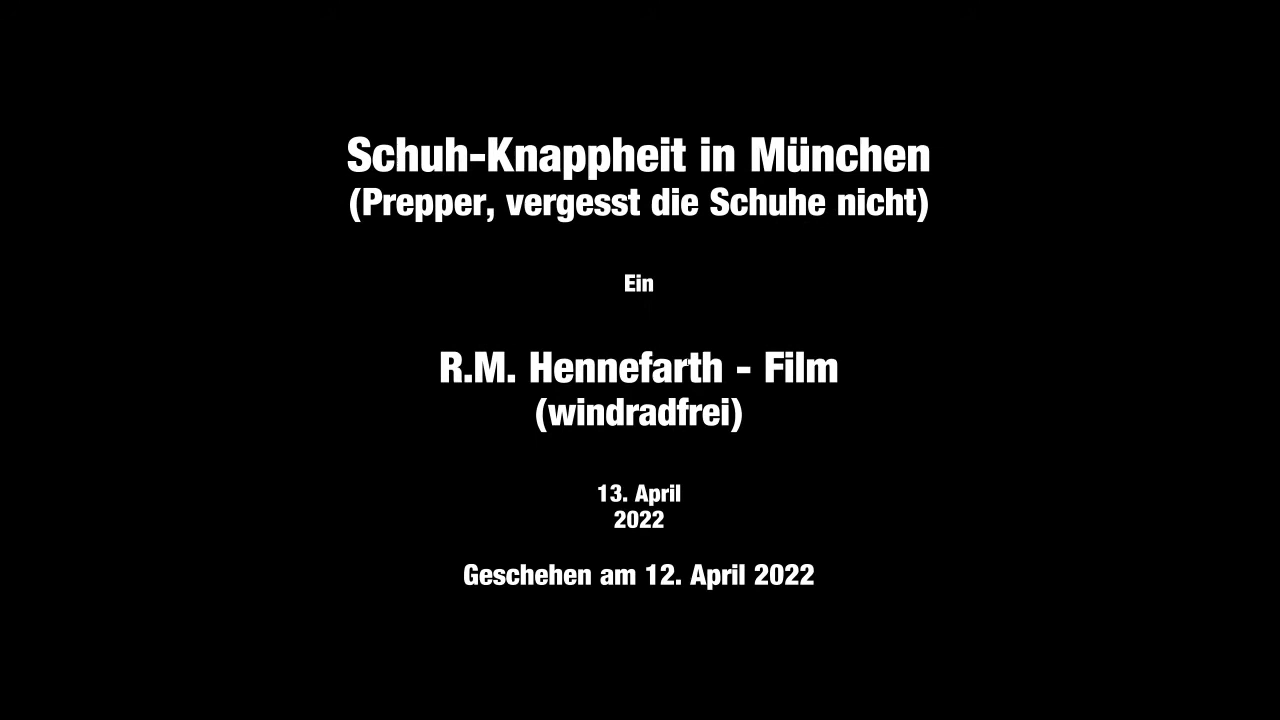 Schuh-Knappheit in München
(Prepper, vergesst die Schuhe nicht)
Ein
R.M. Hennefarth - Film
(windradfrei)
13. April
2022
Geschehen am 12. April 2022